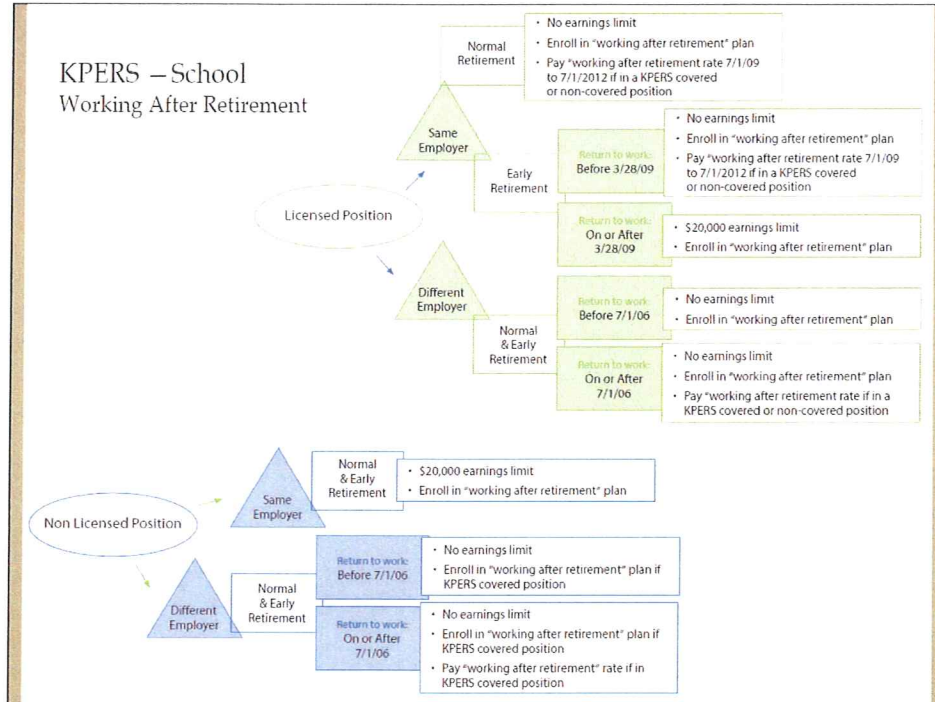 KPERS – School
Working After Retirement
Licensed Position
Same
Employer
Normal
Retirement
• No earnings limit
• Enroll in "working after retirement" plan
• Pay "working after retirement rate 7/1/09
to 7/1/2012 if in a KPERS covered
or non-covered position
Early
Retirement
Return to work:
Before 3/28/09
• No earnings limit
• Enroll in "working after retirement" plan
• Pay "working after retirement rate 7/1/09
to 7/1/2012 if in a KPERS covered
or non-covered position
Return to work:
On or After
3/28/09
• $20,000 earnings limit
• Enroll in "working after retirement" plan
Different
Employer
Normal
& Early
Retirement
Return to work:
Before 7/1/06
• No earnings limit
• Enroll in "working after retirement" plan
Return to work:
On or After
7/1/06
• No earnings limit
• Enroll in "working after retirement" plan
• Pay "working after retirement rate if in a
KPERS covered or non-covered position
Non Licensed Position
Same
Employer
Normal
& Early
Retirement
• $20,000 earnings limit
• Enroll in "working after retirement" plan
Different
Employer
Normal
& Early
Retirement
Return to work:
Before 7/1/06
• No earnings limit
• Enroll in "working after retirement" plan if
KPERS covered position
Return to work:
On or After
7/1/06
• No earnings limit
• Enroll in "working after retirement" plan if
KPERS covered position
• Pay "working after retirement" rate if in
KPERS covered position